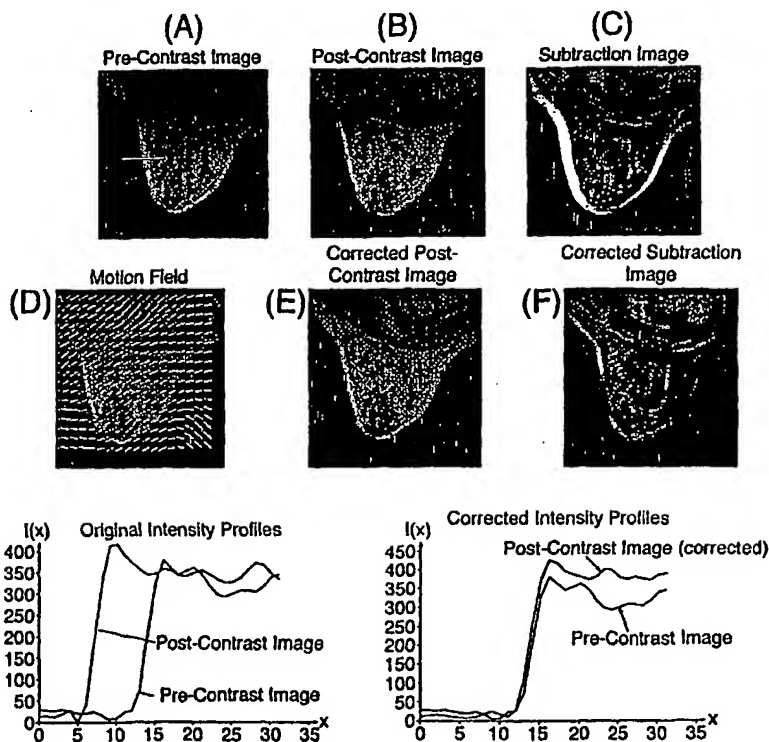 (A) (B) (C)
Pre-Contrast Image Post-Contrast Image Subtraction Image
(D) Motion Field
(E) Corrected Post-
Contrast Image
(F) Corrected Subtraction
Image
I(x) Original Intensity Profiles
400
350
300
250
200
150
100
50
0
Post-Contrast Image
Pre-Contrast Image
0 5 10 15 20 25 30 35 x
I(x) Corrected Intensity Profiles
450
400
350
300
250
200
150
100
50
0
Post-Contrast Image (corrected)
Pre-Contrast Image
0 5 10 15 20 25 30 35 x